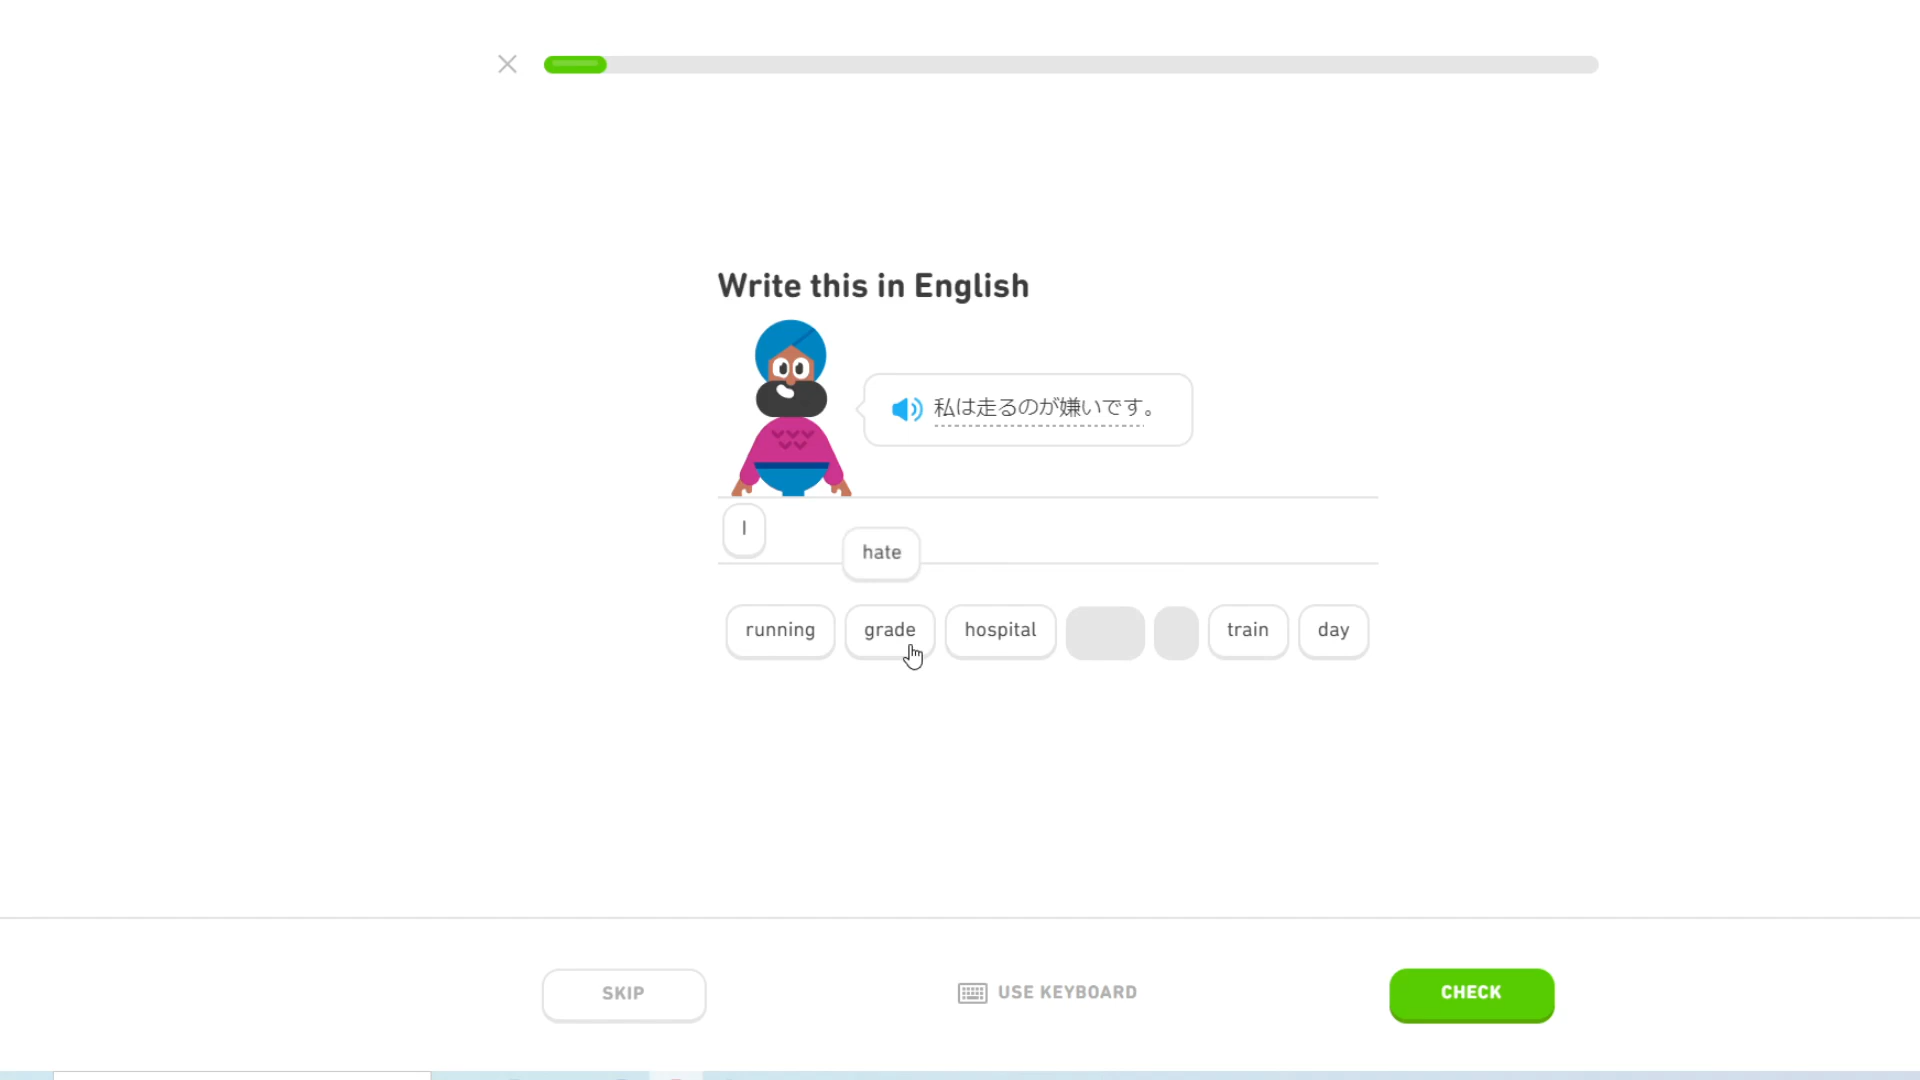 Write this in English
私は走るのが嫌いです。
I
hate
running grade hospital train day
SKIP USE KEYBOARD CHECK